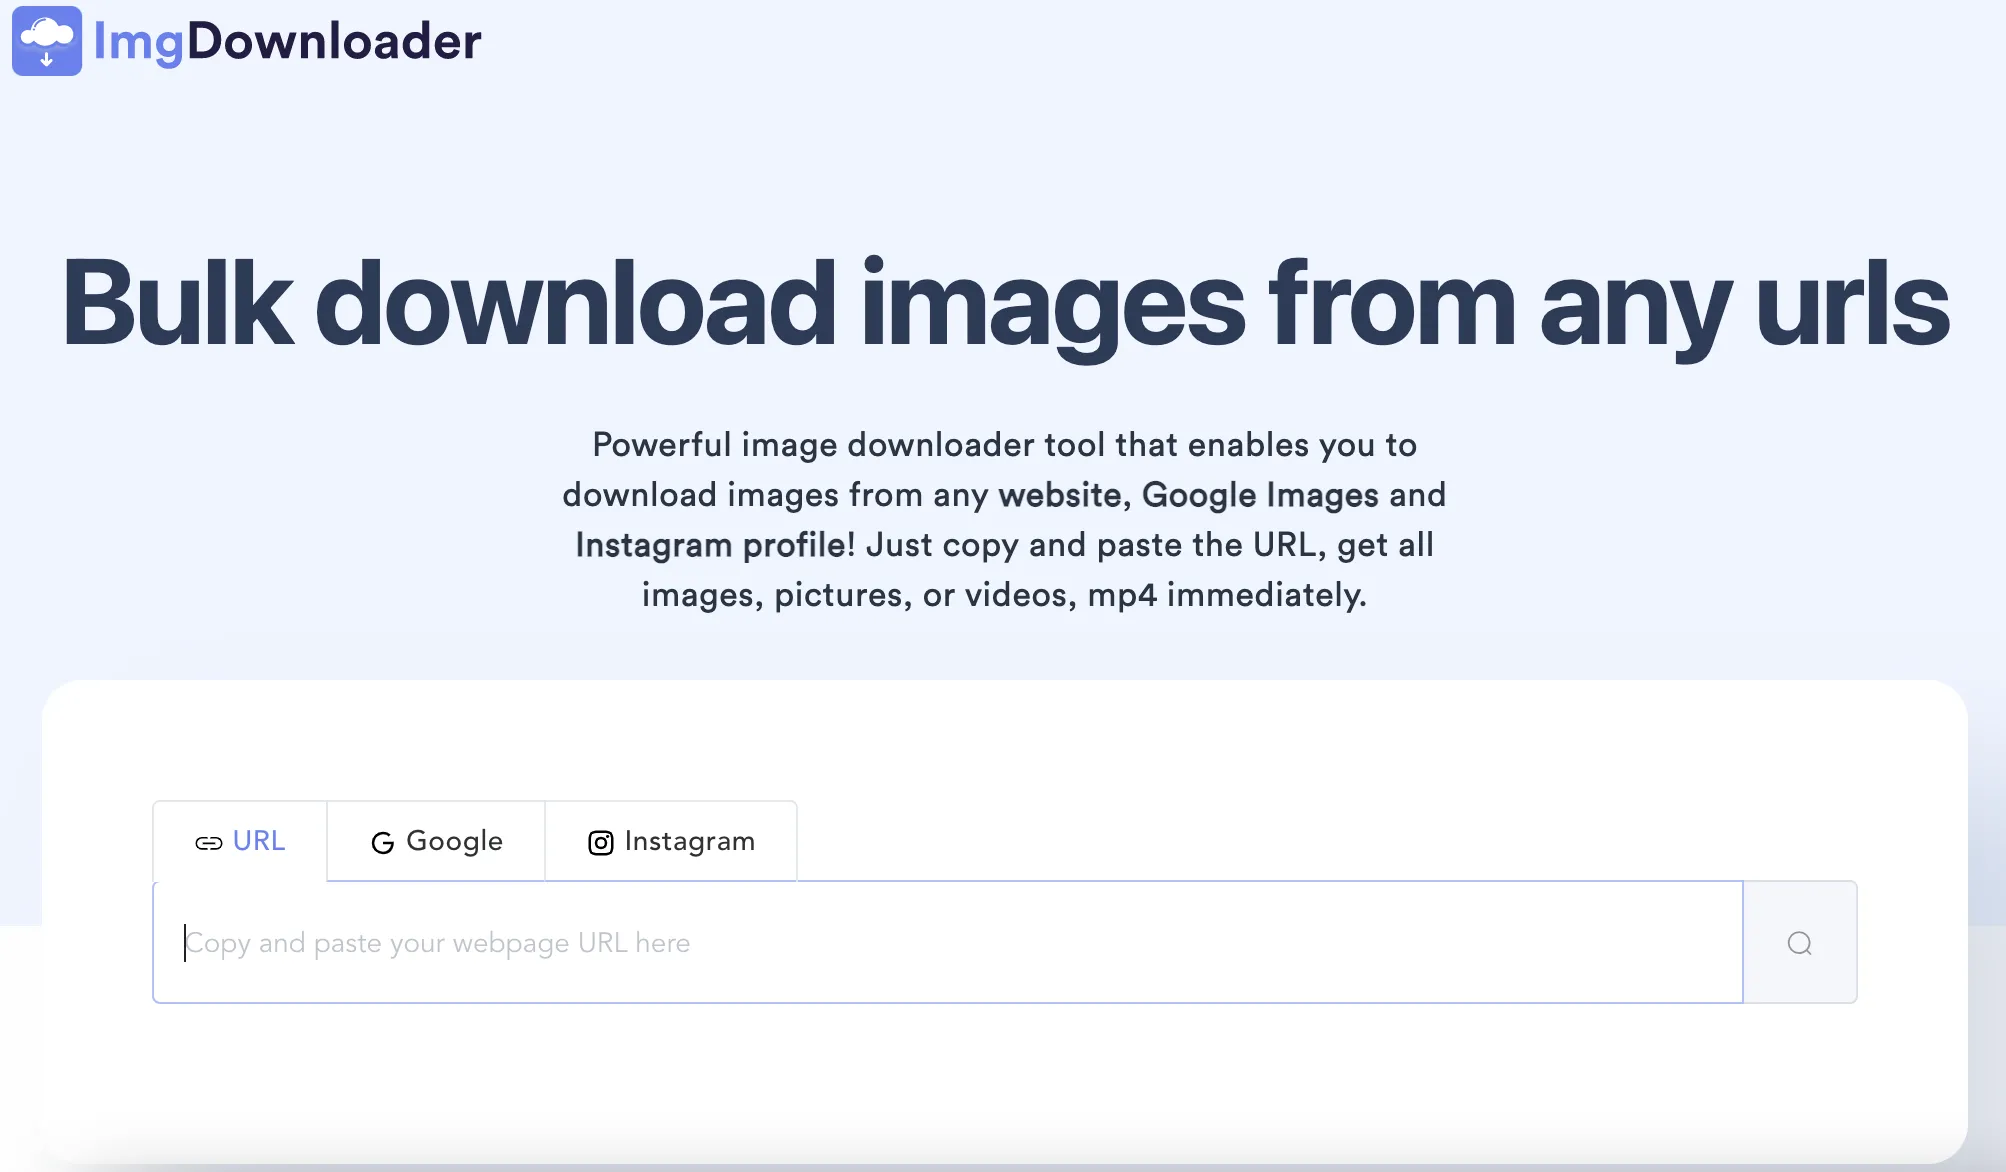 ImgDownloader
Bulk download images from any urls
Powerful image downloader tool that enables you to
download images from any website, Google Images and
Instagram profile! Just copy and paste the URL, get all
images, pictures, or videos, mp4 immediately.
URL Google Instagram
Copy and paste your webpage URL here